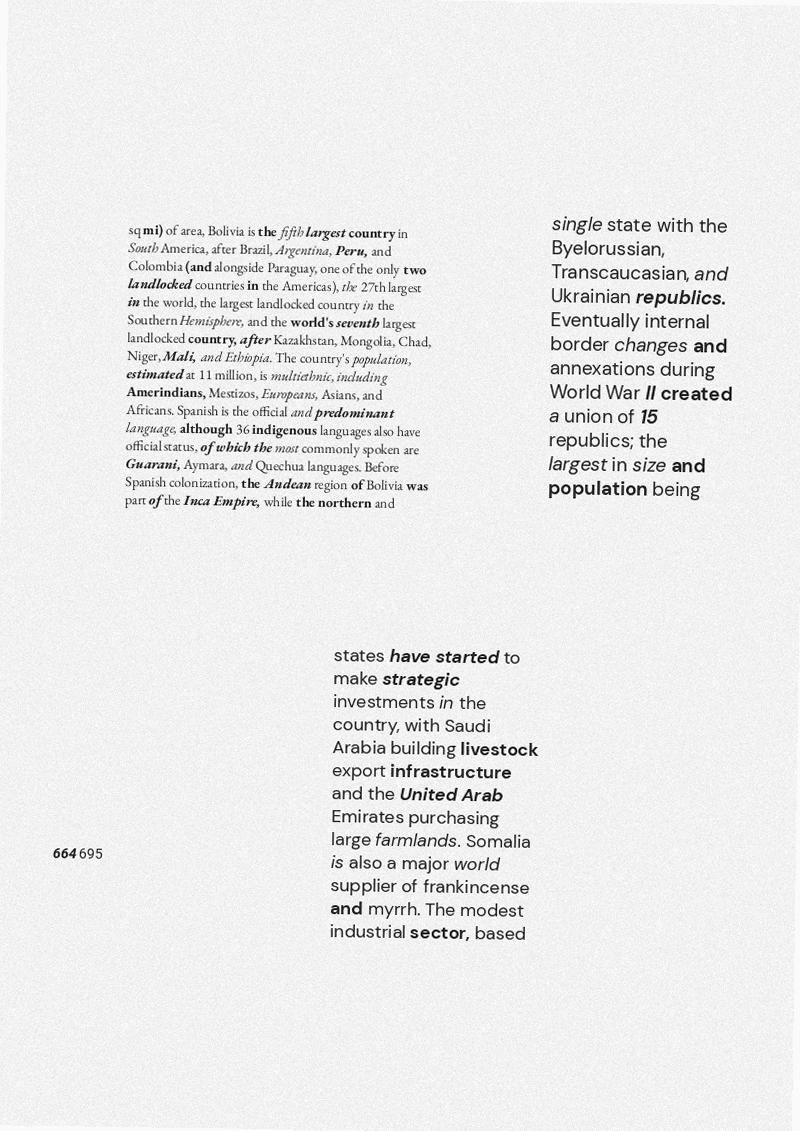 sq mi) of area, Bolivia is the fifth largest country in
South America, after Brazil, Argentina, Peru, and
Colombia (and alongside Paraguay, one of the only two
landlocked countries in the Americas), the 27th largest
in the world, the largest landlocked country in the
Southern Hemisphere, and the world's seventh largest
landlocked country, after Kazakhstan, Mongolia, Chad,
Niger, Mali, and Ethiopia. The country's population,
estimated at 11 million, is multiethnic, including
Amerindians, Mestizos, Europeans, Asians, and
Africans. Spanish is the official and predominant
language, although 36 indigenous languages also have
official status, of which the most commonly spoken are
Guarani, Aymara, and Quechua languages. Before
Spanish colonization, the Andean region of Bolivia was
part of the Inca Empire, while the northern and
single state with the
Byelorussian,
Transcaucasian, and
Ukrainian republics.
Eventually internal
border changes and
annexations during
World War II created
a union of 15
republics; the
largest in size and
population being
states have started to
make strategic
investments in the
country, with Saudi
Arabia building livestock
export infrastructure
and the United Arab
Emirates purchasing
large farmlands. Somalia
is also a major world
supplier of frankincense
and myrrh. The modest
industrial sector, based
664 695